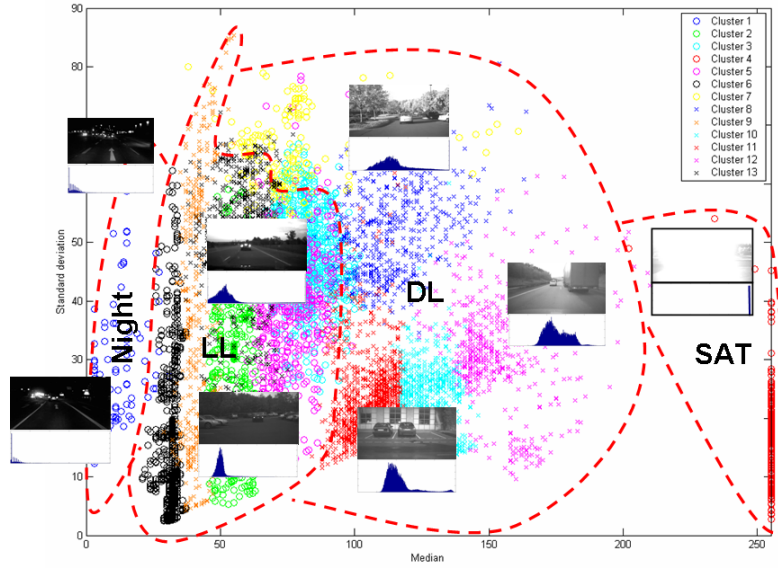 90
80
70
60
50
40
30
20
10
0
Standard deviation
0
50
100
150
200
250
Median
Night
LL
DL
SAT
Cluster 1
Cluster 2
Cluster 3
Cluster 4
Cluster 5
Cluster 6
Cluster 7
Cluster 8
Cluster 9
Cluster 10
Cluster 11
Cluster 12
Cluster 13